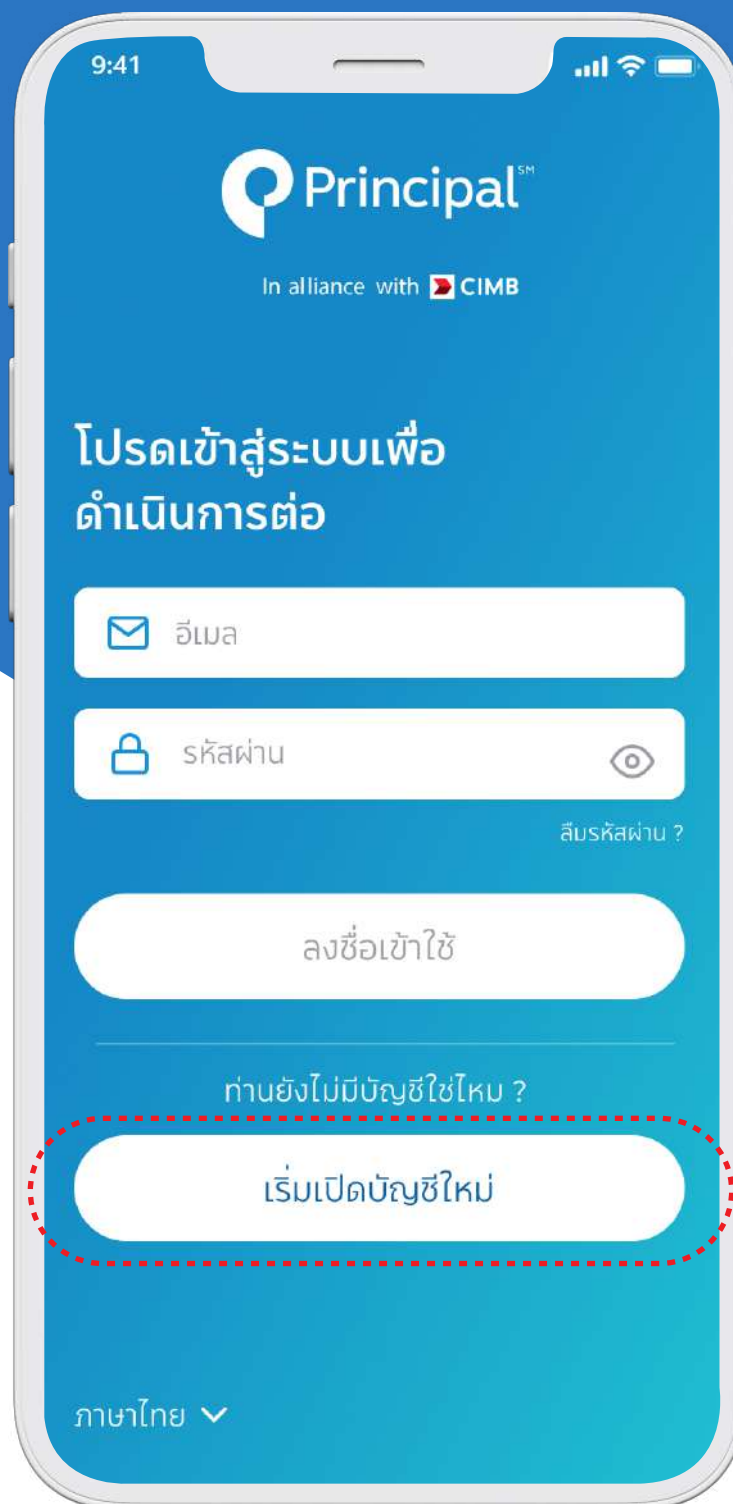 9:41
Principal℠
In alliance with CIMB
โปรดเข้าสู่ระบบเพื่อ
ดำเนินการต่อ
อีเมล
รหัสผ่าน
ลืมรหัสผ่าน ?
ลงชื่อเข้าใช้
ท่านยังไม่มีบัญชีใช่ไหม ?
เริ่มเปิดบัญชีใหม่
ภาษาไทย